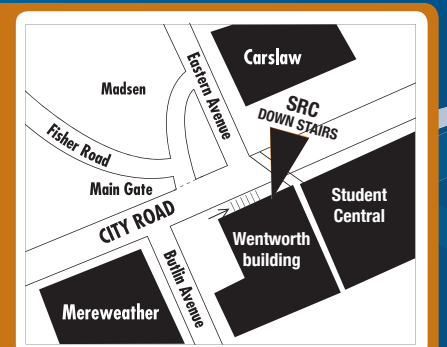 Carslaw
Madsen
Eastern Avenue
SRC
DOWN STAIRS
Fisher Road
Main Gate
CITY ROAD
Student
Central
Wentworth
building
Butlin Avenue
Mereweather